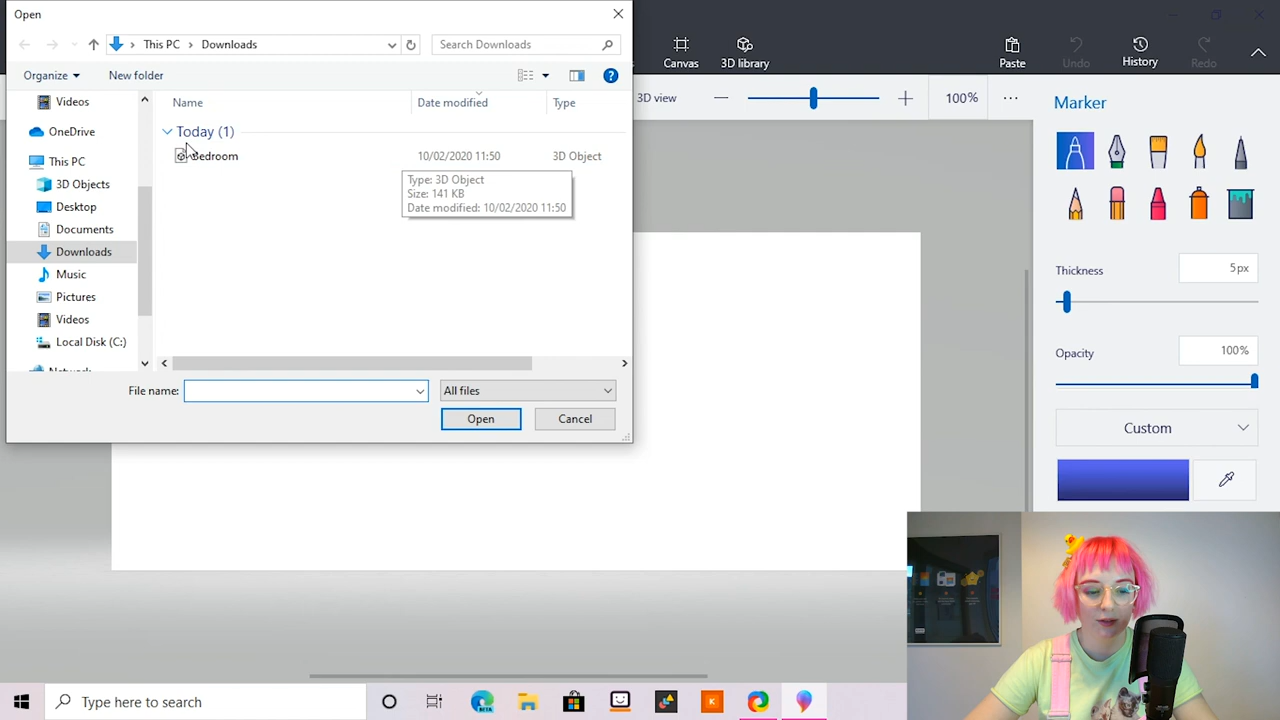 Open
This PC > Downloads
Search Downloads
Canvas
3D library
Paste
Undo
History
Redo
Organize
New folder
3D view
100%
Marker
Videos
Name
Date modified
Type
OneDrive
Today (1)
This PC
Bedroom
10/02/2020 11:50
3D Object
3D Objects
Type: 3D Object
Size: 141 KB
Date modified: 10/02/2020 11:50
Desktop
Documents
Downloads
Music
Pictures
Videos
Local Disk (C:)
Network
Thickness
5px
Opacity
100%
File name:
All files
Open
Cancel
Custom
Type here to search
BETA